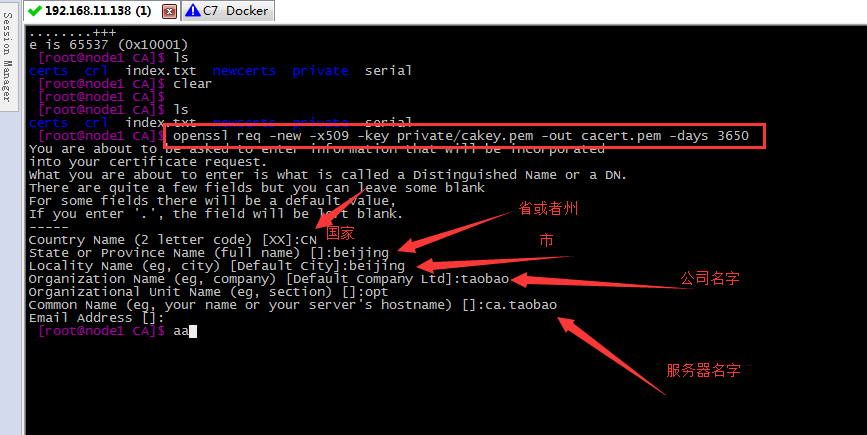 192.168.11.138 (1)
C7 Docker
Session Manager
........+++
e is 65537 (0x10001)
[root@node1 CA]$ ls
certs crl index.txt newcerts private serial
[root@node1 CA]$ clear
[root@node1 CA]$
[root@node1 CA]$ ls
certs crl index.txt newcerts private serial
[root@node1 CA]$ openssl req -new -x509 -key private/cakey.pem -out cacert.pem -days 3650
You are about to be asked to enter information that will be incorporated
into your certificate request.
What you are about to enter is what is called a Distinguished Name or a DN.
There are quite a few fields but you can leave some blank
For some fields there will be a default value,
If you enter '.', the field will be left blank.
-----
Country Name (2 letter code) [XX]:CN
国家
省或者州
State or Province Name (full name) []:beijing
市
Locality Name (eg, city) [Default City]:beijing
Organization Name (eg, company) [Default Company Ltd]:taobao
公司名字
Organizational Unit Name (eg, section) []:opt
Common Name (eg, your name or your server's hostname) []:ca.taobao
Email Address []:
[root@node1 CA]$ aa
服务器名字